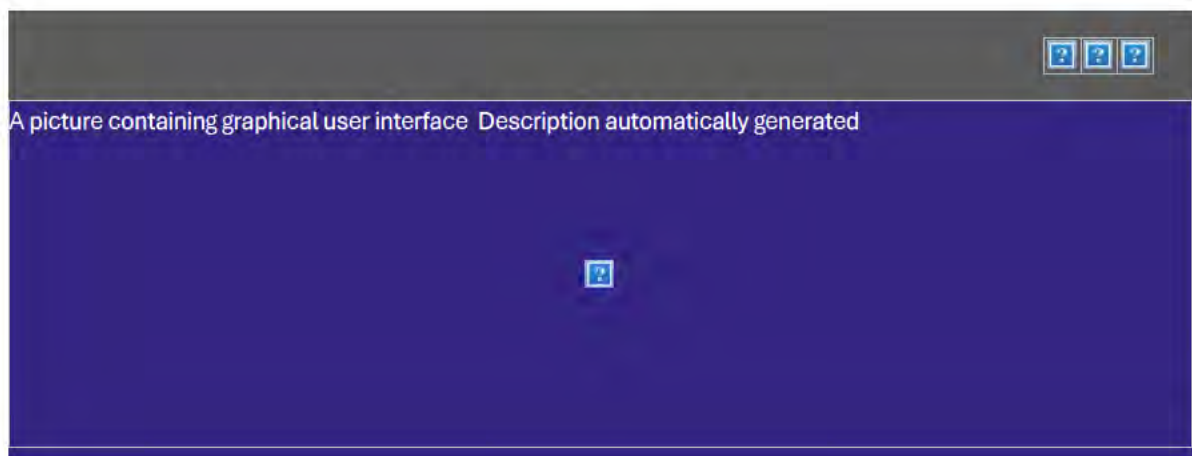 ? ? ?
A picture containing graphical user interface Description automatically generated
?